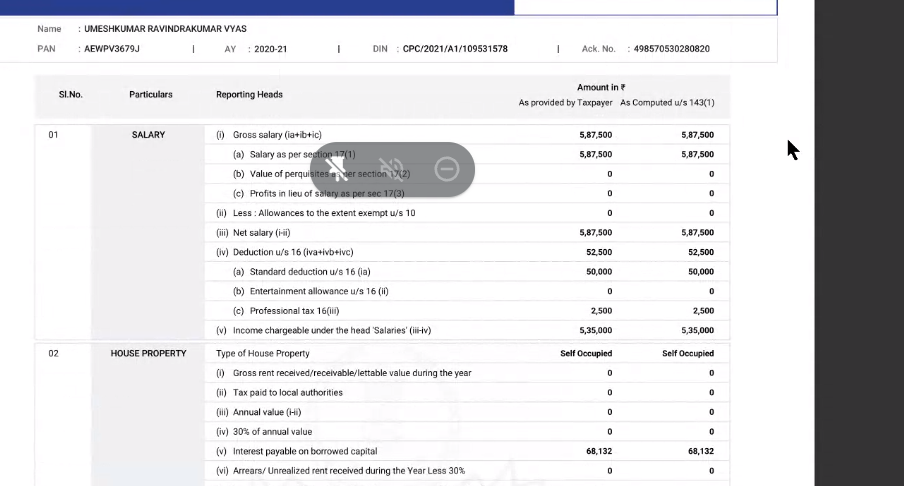 Name : UMESHKUMAR RAVINDRAKUMAR VYAS
PAN : AEWPV3679J | AY : 2020-21 | DIN : CPC/2021/A1/109531578 | Ack. No. : 498570530280820
Amount in ₹
Sl.No. Particulars Reporting Heads As provided by Taxpayer As Computed u/s 143(1)
01 SALARY (i) Gross salary (ia+ib+ic) 5,87,500 5,87,500
(a) Salary as per section 17(1) 5,87,500 5,87,500
(b) Value of perquisites as per section 17(2) 0 0
(c) Profits in lieu of salary as per sec 17(3) 0 0
(ii) Less : Allowances to the extent exempt u/s 10 0 0
(iii) Net salary (i-ii) 5,87,500 5,87,500
(iv) Deduction u/s 16 (iva+ivb+ivc) 52,500 52,500
(a) Standard deduction u/s 16 (ia) 50,000 50,000
(b) Entertainment allowance u/s 16 (ii) 0 0
(c) Professional tax 16(iii) 2,500 2,500
(v) Income chargeable under the head 'Salaries' (iii-iv) 5,35,000 5,35,000
02 HOUSE PROPERTY Type of House Property Self Occupied Self Occupied
(i) Gross rent received/receivable/lettable value during the year 0 0
(ii) Tax paid to local authorities 0 0
(iii) Annual value (i-ii) 0 0
(iv) 30% of annual value 0 0
(v) Interest payable on borrowed capital 68,132 68,132
(vi) Arrears/ Unrealized rent received during the Year Less 30% 0 0